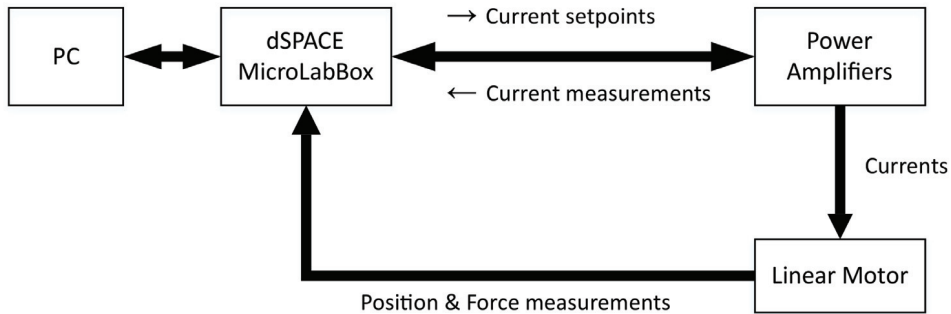 PC
dSPACE
MicroLabBox
→ Current setpoints
← Current measurements
Power
Amplifiers
Currents
Linear Motor
Position & Force measurements